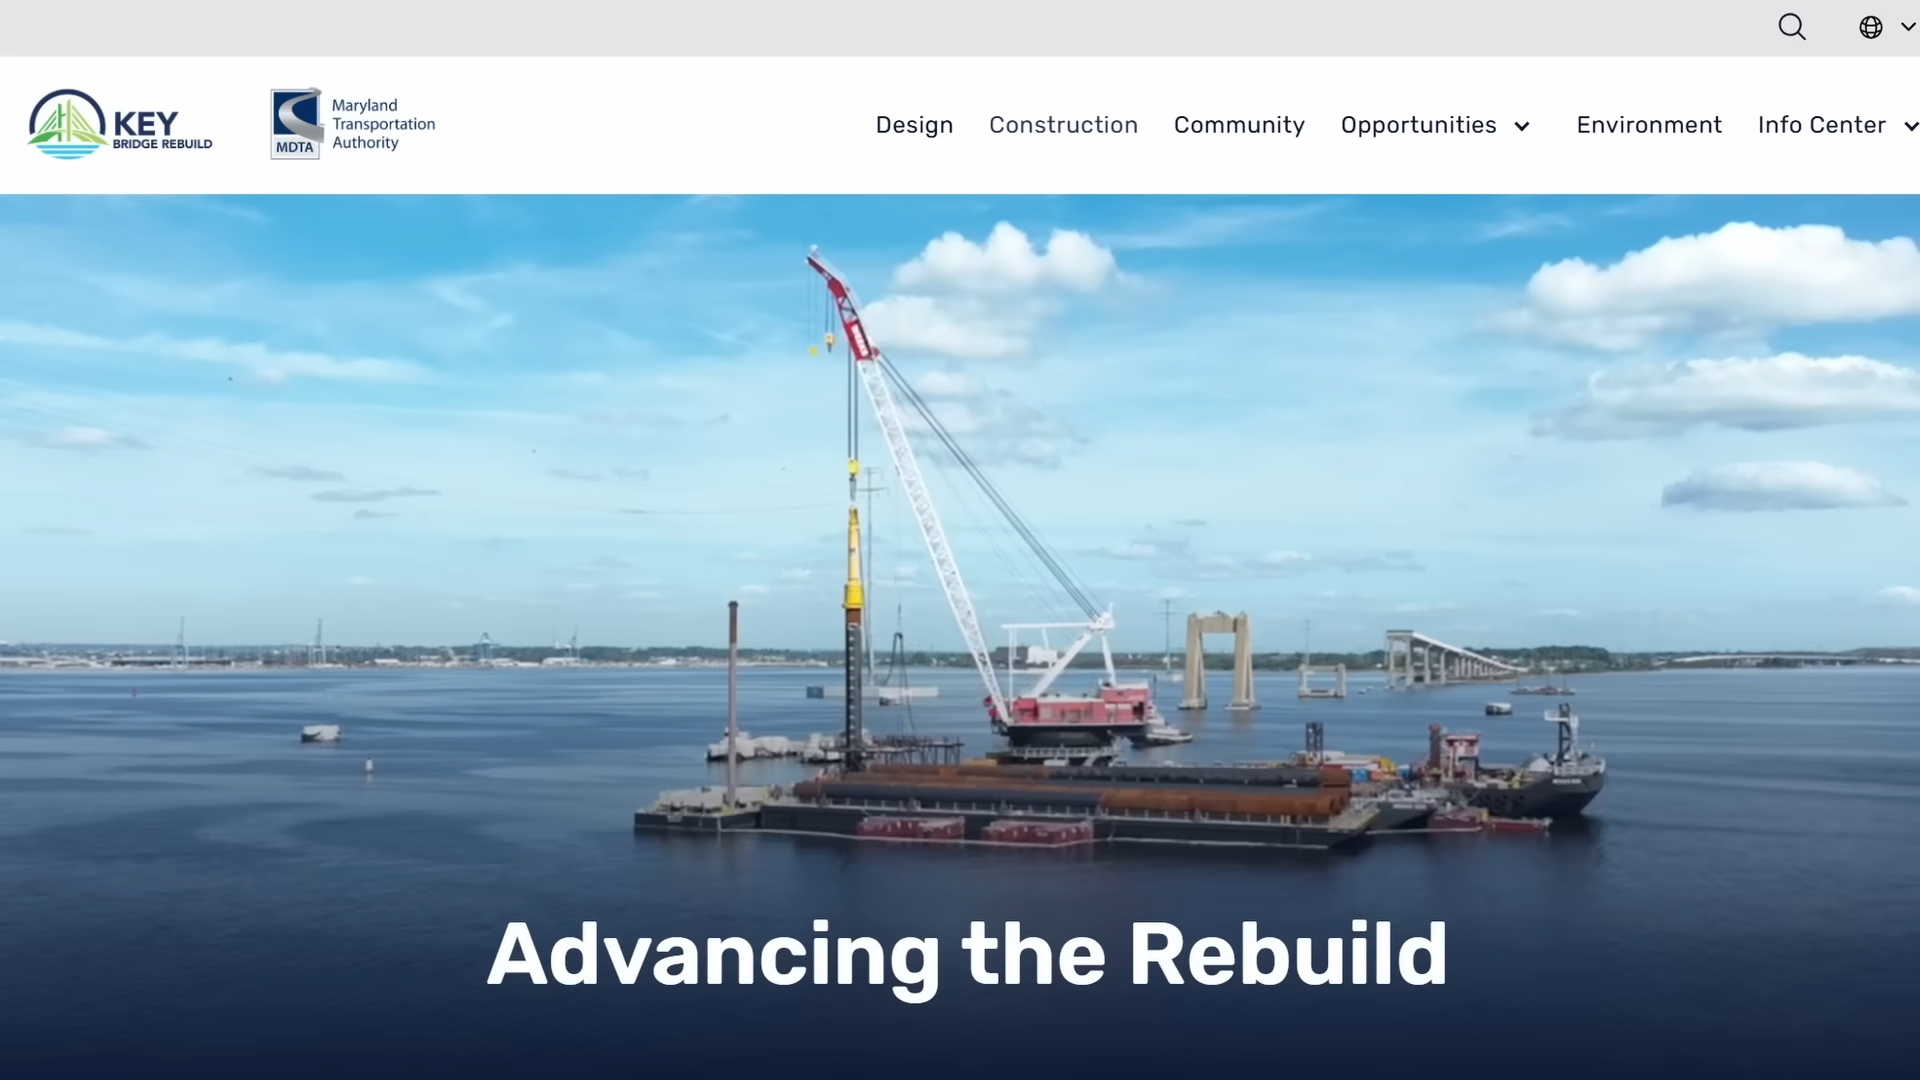 KEY
BRIDGE REBUILD
MDTA
Maryland
Transportation
Authority
Design
Construction
Community
Opportunities
Environment
Info Center
Advancing the Rebuild